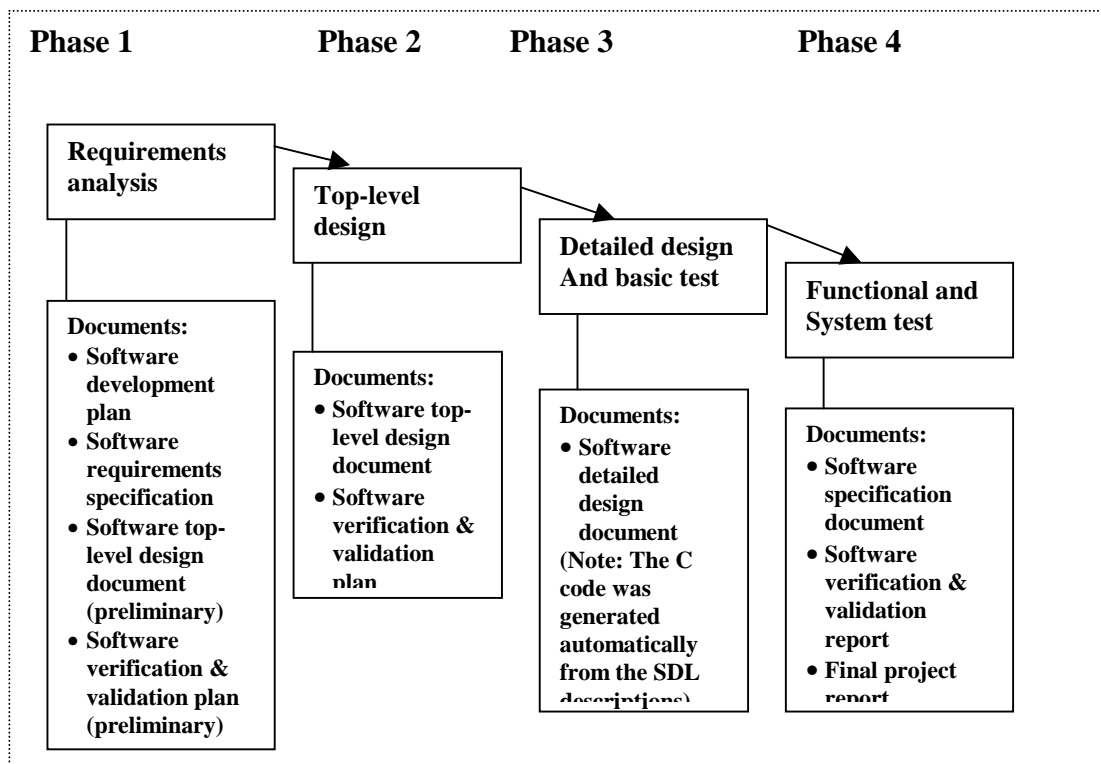 Phase 1 Phase 2 Phase 3 Phase 4
Requirements
analysis
Top-level
design
Detailed design
And basic test
Functional and
System test
Documents:
• Software
development
plan
• Software
requirements
specification
• Software top-
level design
document
(preliminary)
• Software
verification &
validation plan
(preliminary)
Documents:
• Software top-
level design
document
• Software
verification &
validation
plan
Documents:
• Software
detailed
design
document
(Note: The C
code was
generated
automatically
from the SDL
descriptions)
Documents:
• Software
specification
document
• Software
verification &
validation
report
• Final project
report